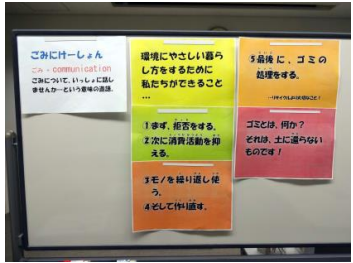 ごみにけーしょん
ごみ + communication
ごみについて、いっしょに話し
ませんか…という意味の造語。
環境にやさしい暮ら
し方をするために
私たちができること
…
①まず、拒否をする。
②次に消費活動を抑
える。
③モノを繰り返し使
う。
④そして作り直す。
⑤最後に、ゴミの
処理をする。
ゴミとは、何か?
それは、土に還らない
ものです!